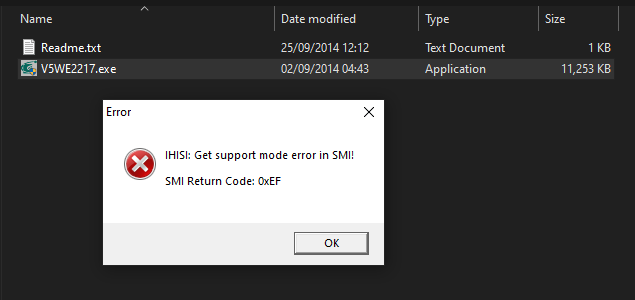 Name Date modified Type Size
Readme.txt 25/09/2014 12:12 Text Document 1 KB
V5WE2217.exe 02/09/2014 04:43 Application 11,253 KB
Error
IHISI: Get support mode error in SMI!
SMI Return Code: 0xEF
OK